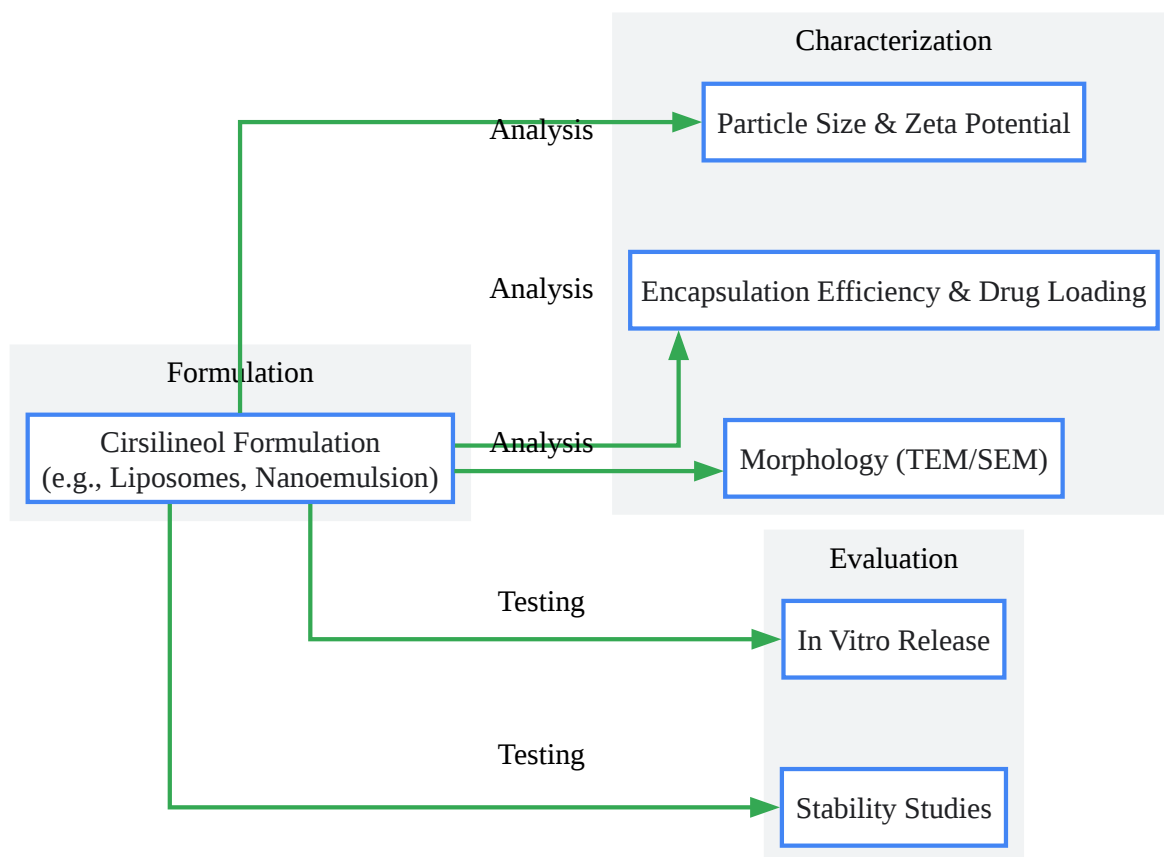 Characterization
Particle Size & Zeta Potential
Analysis
Analysis
Encapsulation Efficiency & Drug Loading
Formulation
Cirsilineol Formulation
(e.g., Liposomes, Nanoemulsion)
Analysis
Morphology (TEM/SEM)
Evaluation
Testing
In Vitro Release
Testing
Stability Studies